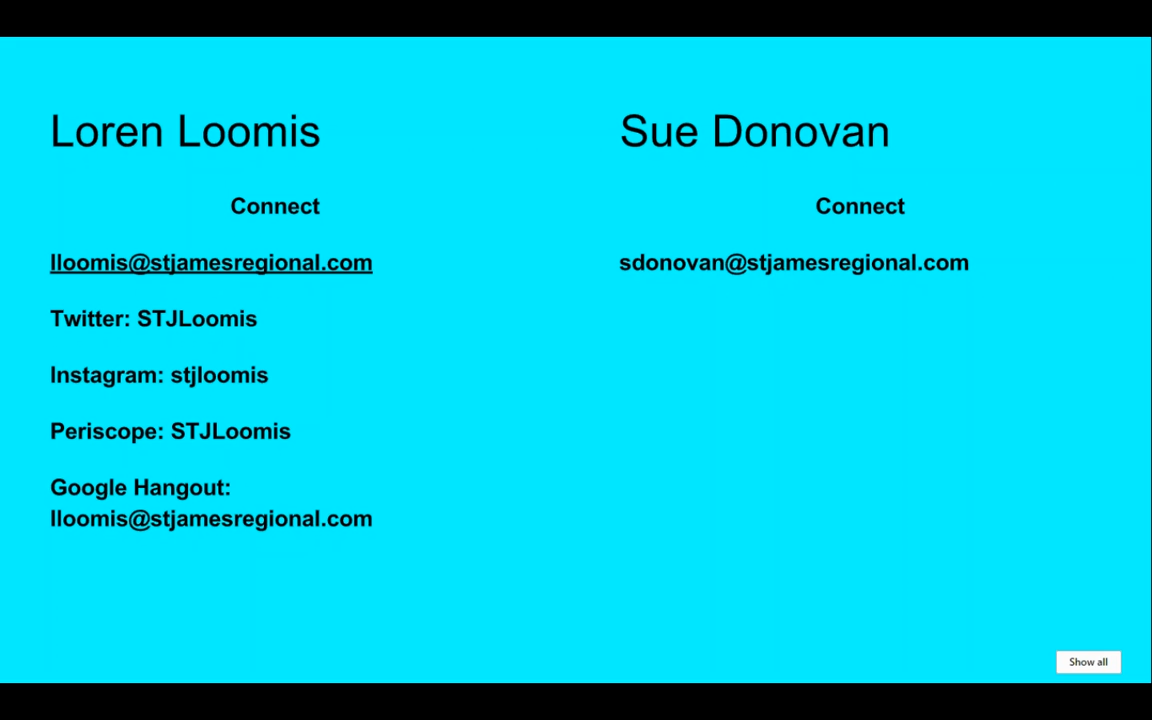 Loren Loomis
Connect
lloomis@stjamesregional.com
Twitter: STJLoomis
Instagram: stjloomis
Periscope: STJLoomis
Google Hangout:
lloomis@stjamesregional.com
Sue Donovan
Connect
sdonovan@stjamesregional.com
Show all